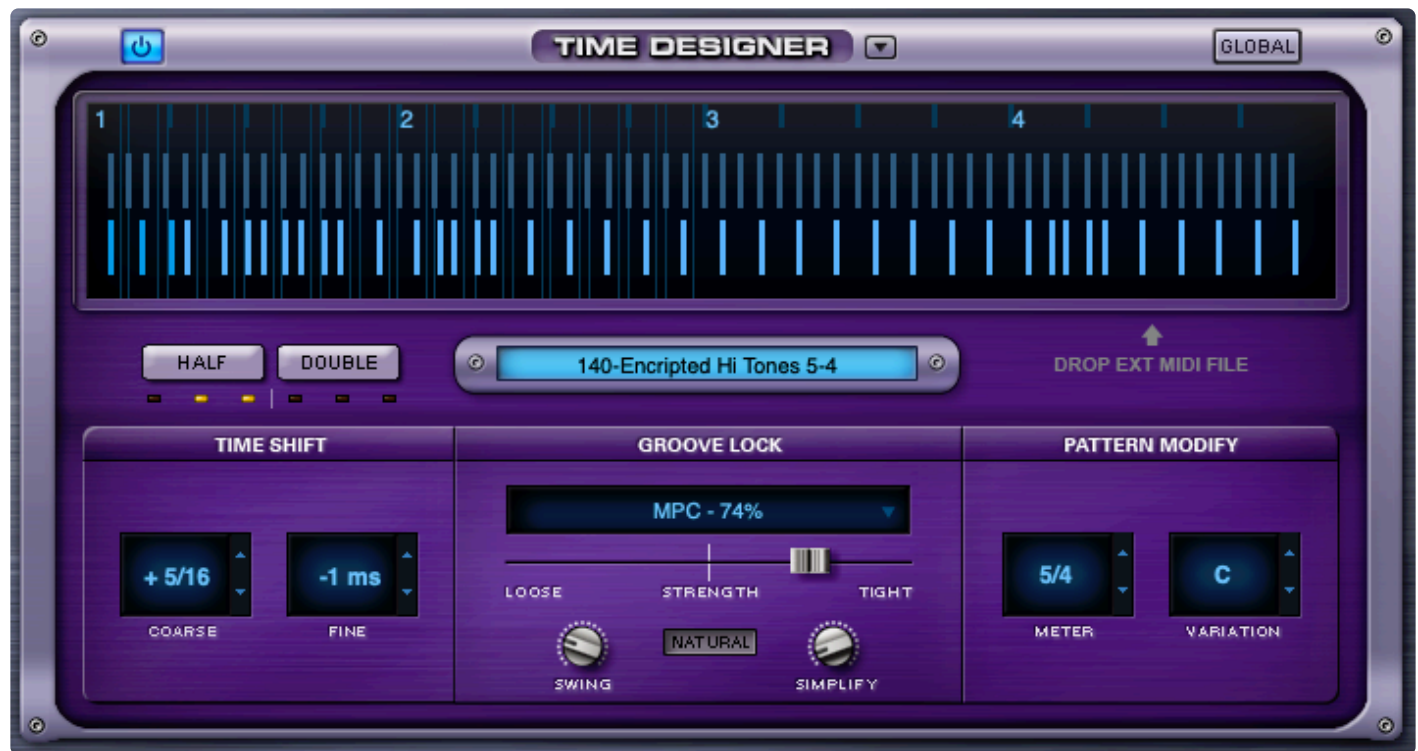 TIME DESIGNER
GLOBAL
1 2 3 4
HALF DOUBLE
140-Encripted Hi Tones 5-4
DROP EXT MIDI FILE
TIME SHIFT
GROOVE LOCK
PATTERN MODIFY
MPC - 74%
+ 5/16
-1 ms
5/4
C
LOOSE STRENGTH TIGHT
COARSE FINE
METER VARIATION
NATURAL
SWING SIMPLIFY